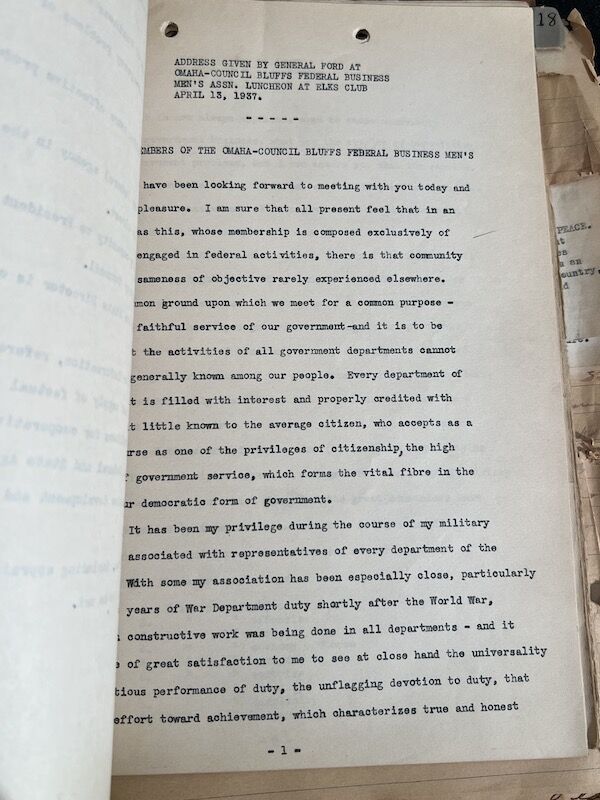 18
ADDRESS GIVEN BY GENERAL FORD AT
OMAHA-COUNCIL BLUFFS FEDERAL BUSINESS
MEN'S ASSN. LUNCHEON AT ELKS CLUB
APRIL 13, 1937.
- - - - -
EMBERS OF THE OMAHA-COUNCIL BLUFFS FEDERAL BUSINESS MEN'S
have been looking forward to meeting with you today and
pleasure. I am sure that all present feel that in an
as this, whose membership is composed exclusively of
engaged in federal activities, there is that community
sameness of objective rarely experienced elsewhere.
mon ground upon which we meet for a common purpose -
faithful service of our government-and it is to be
t the activities of all government departments cannot
generally known among our people. Every department of
t is filled with interest and properly credited with
t little known to the average citizen, who accepts as a
rse as one of the privileges of citizenship, the high
f government service, which forms the vital fibre in the
ur democratic form of government.
It has been my privilege during the course of my military
associated with representatives of every department of the
With some my association has been especially close, particularly
years of War Department duty shortly after the World War,
constructive work was being done in all departments - and it
e of great satisfaction to me to see at close hand the universality
tious performance of duty, the unflagging devotion to duty, that
effort toward achievement, which characterizes true and honest
- 1 -
PEACE.
an
ountry,